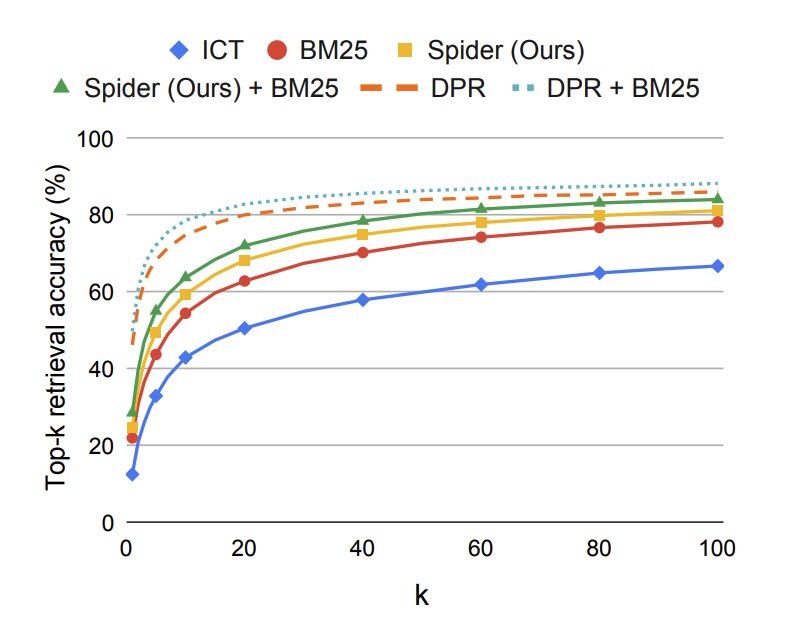 ICT BM25 Spider (Ours)
Spider (Ours) + BM25 DPR DPR + BM25
Top-k retrieval accuracy (%)
100
80
60
40
20
0
0 20 40 60 80 100
k